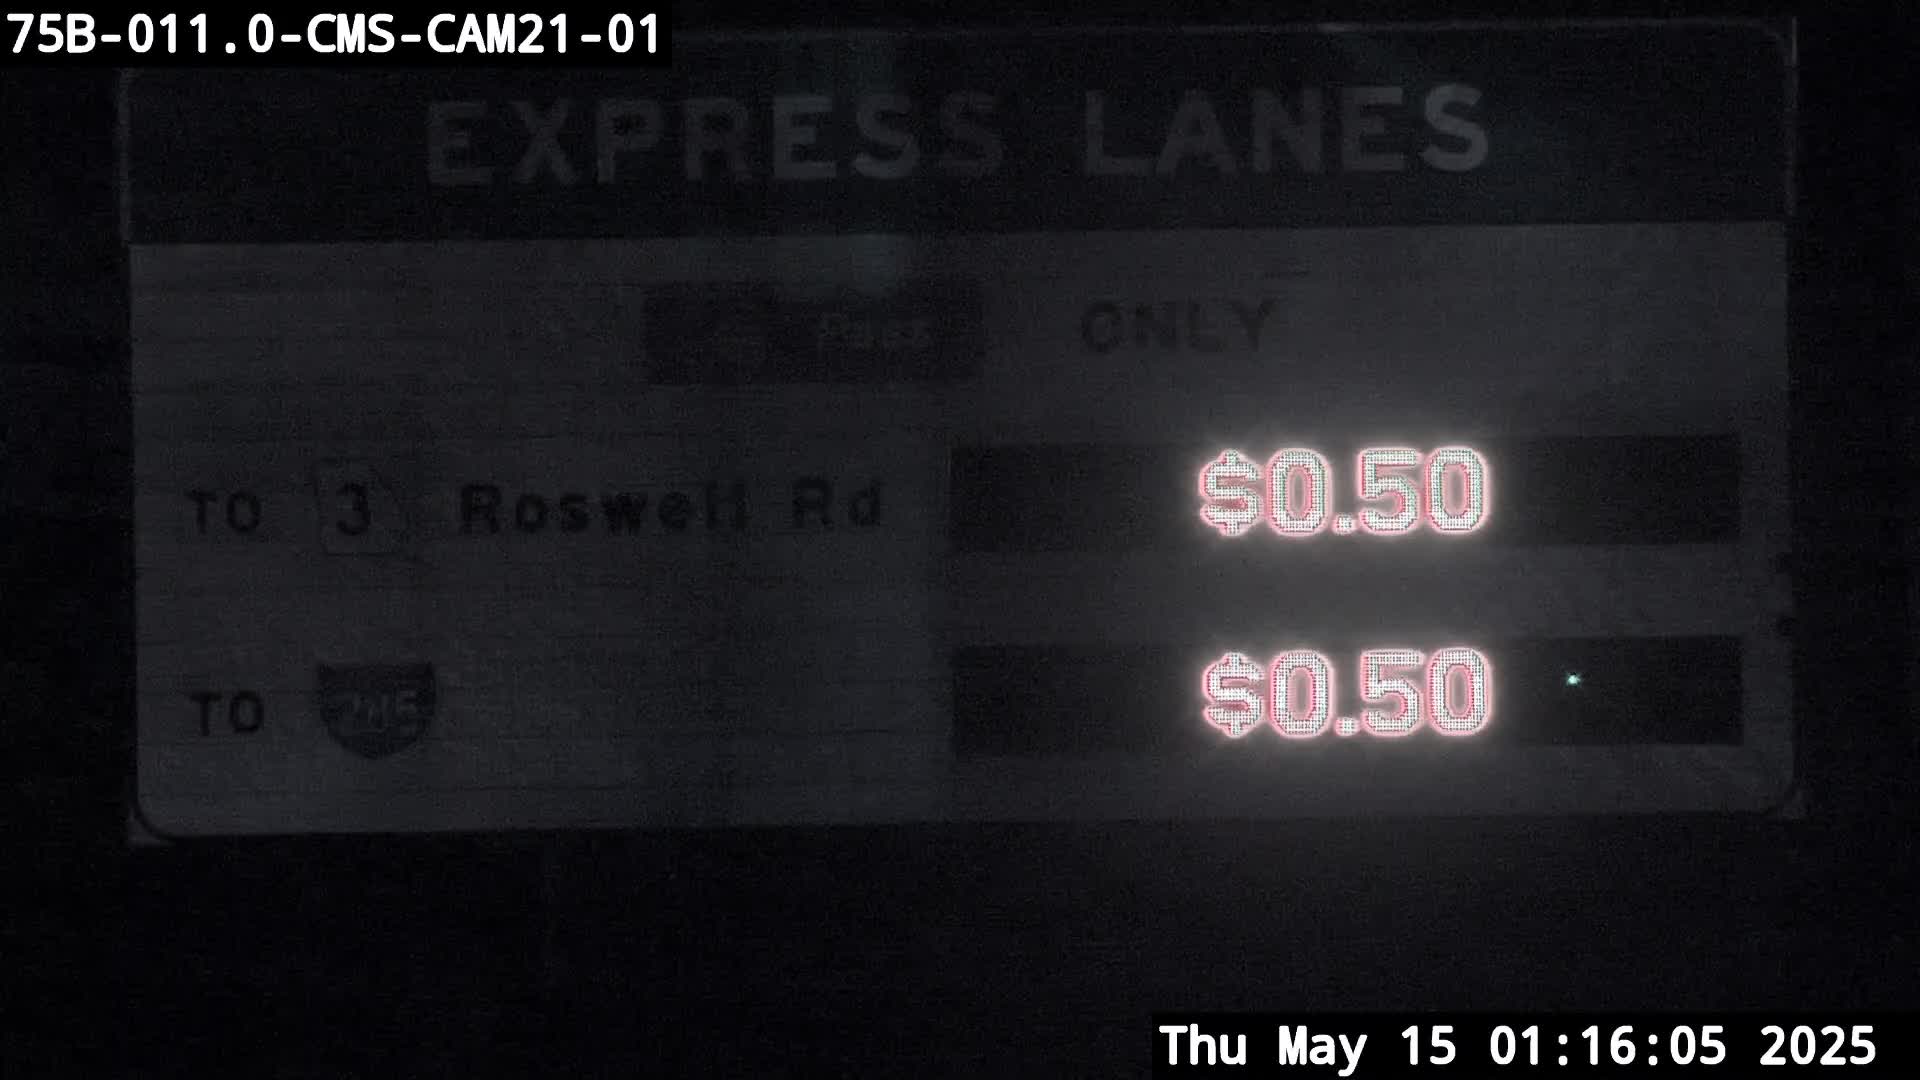 75B-011.0-CMS-CAM21-01
EXPRESS LANES
Pass ONLY
TO 3 Roswell Rd $0.50
TO $0.50
Thu May 15 01:16:05 2025